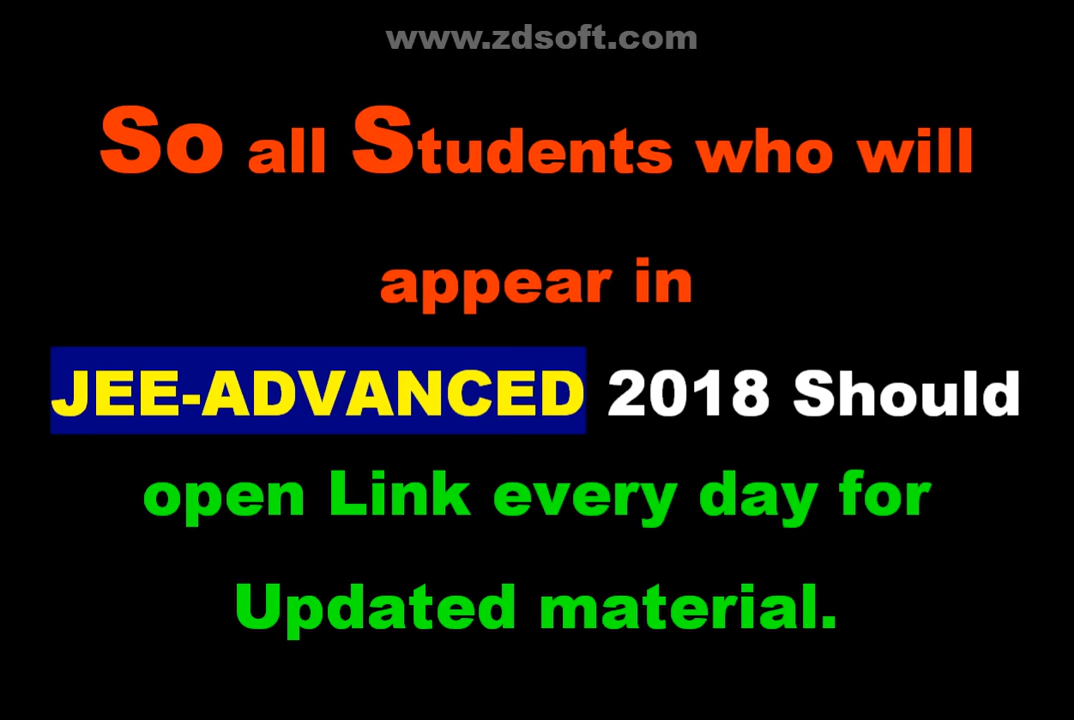 www.zdsoft.com
So all Students who will
appear in
JEE-ADVANCED 2018 Should
open Link every day for
Updated material.